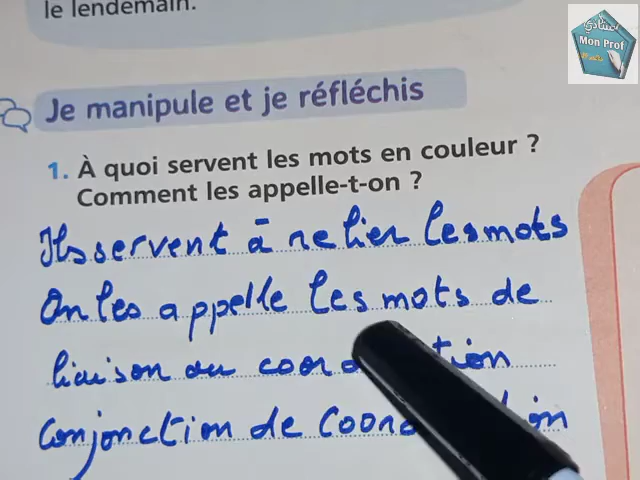 le lendemain.
أستاذي
Mon Prof
Je manipule et je réfléchis
1. À quoi servent les mots en couleur ?
Comment les appelle-t-on ?
Ils servent à relier les mots
On les appelle les mots de
liaison ou
conjonction de